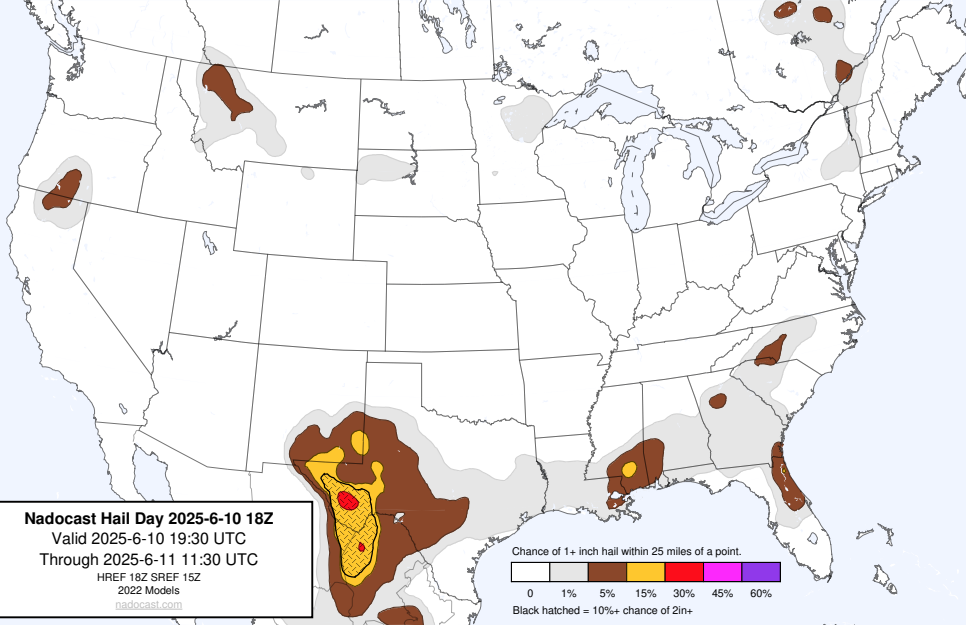 Nadocast Hail Day 2025-6-10 18Z
Valid 2025-6-10 19:30 UTC
Through 2025-6-11 11:30 UTC
HREF 18Z SREF 15Z
2022 Models
nadocast.com
Chance of 1+ inch hail within 25 miles of a point.
0 1% 5% 15% 30% 45% 60%
Black hatched = 10%+ chance of 2in+